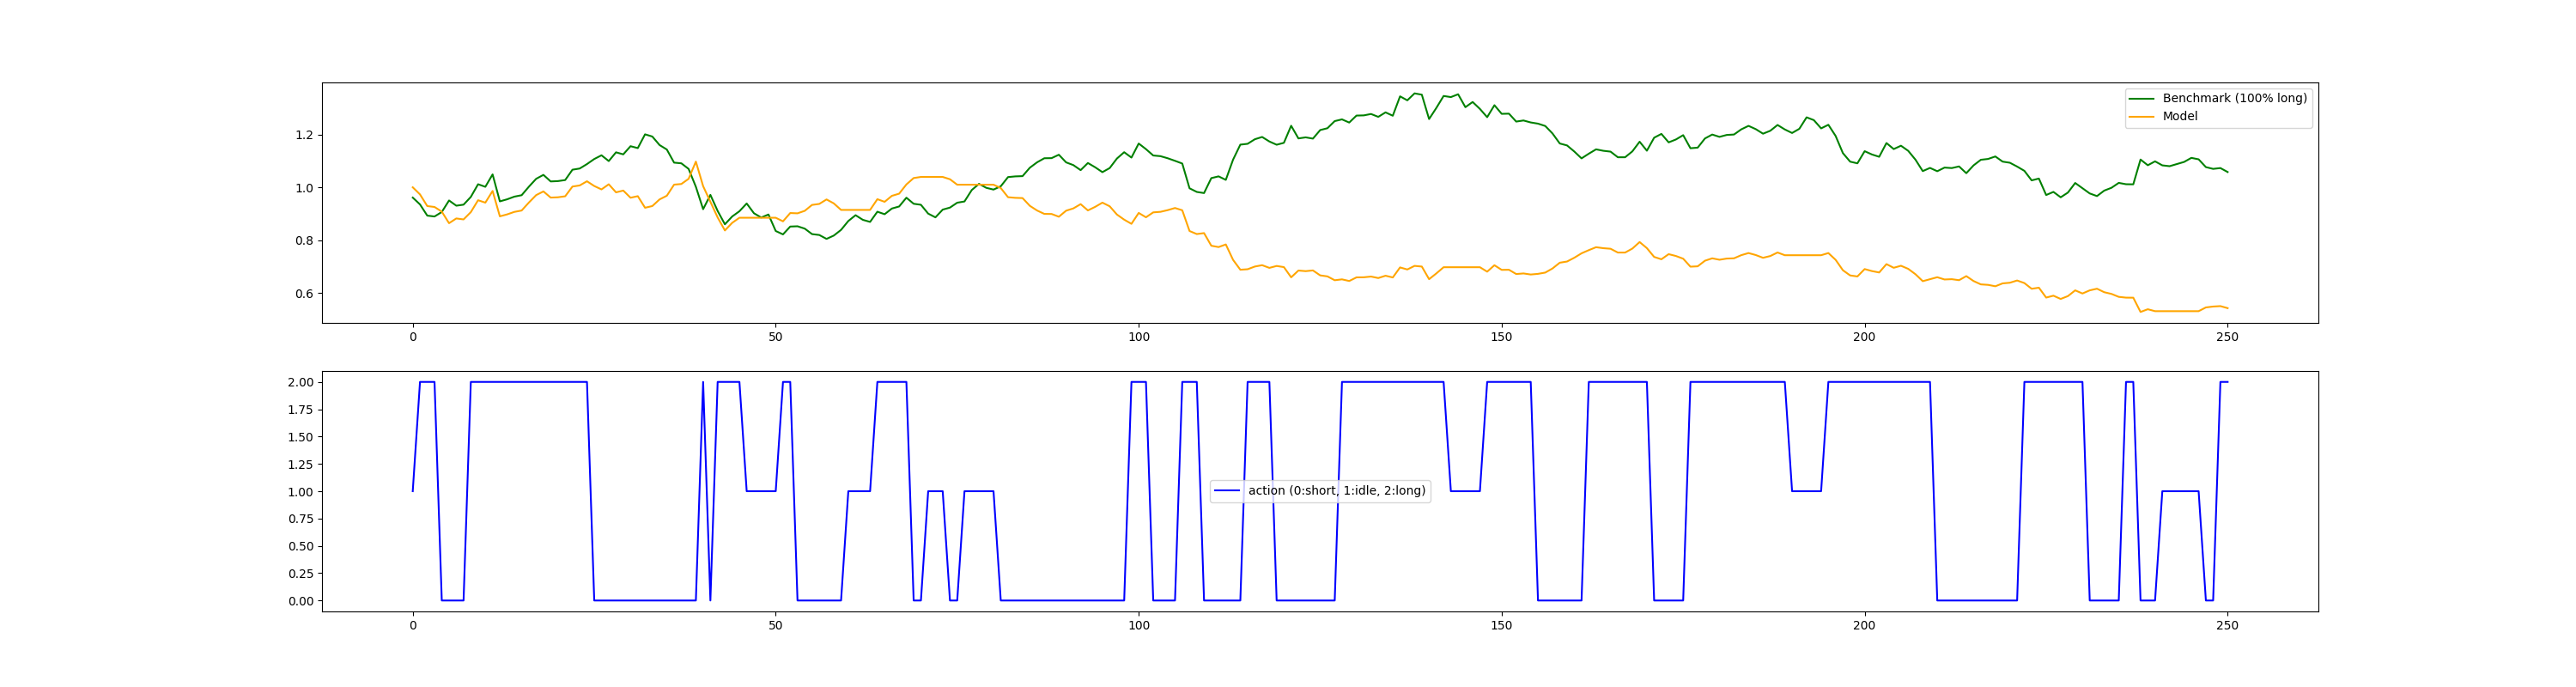 Benchmark (100% long)
Model
1.2
1.0
0.8
0.6
0 50 100 150 200 250
2.00
1.75
1.50
1.25
1.00
action (0:short, 1:idle, 2:long)
0.75
0.50
0.25
0.00
0 50 100 150 200 250